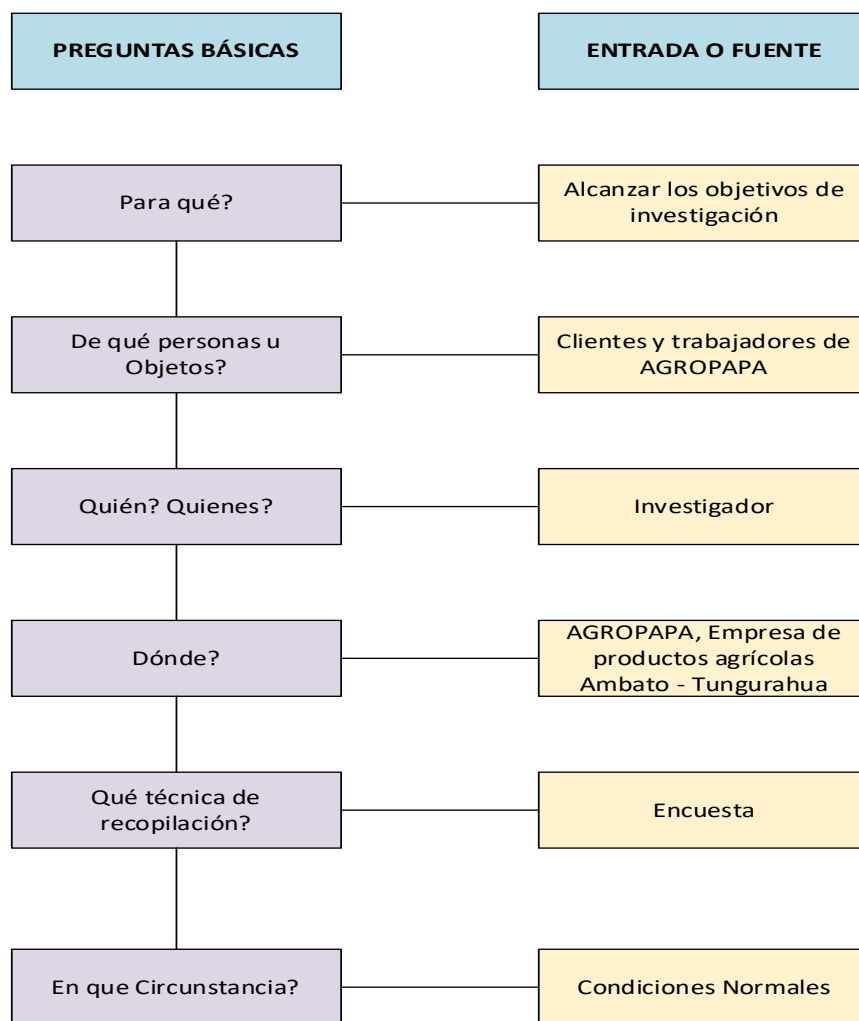 PREGUNTAS BÁSICAS
ENTRADA O FUENTE
Para qué?
Alcanzar los objetivos de
investigación
De qué personas u
Objetos?
Clientes y trabajadores de
AGROPAPA
Quién? Quienes?
Investigador
Dónde?
AGROPAPA, Empresa de
productos agrícolas
Ambato - Tungurahua
Qué técnica de
recopilación?
Encuesta
En que Circunstancia?
Condiciones Normales